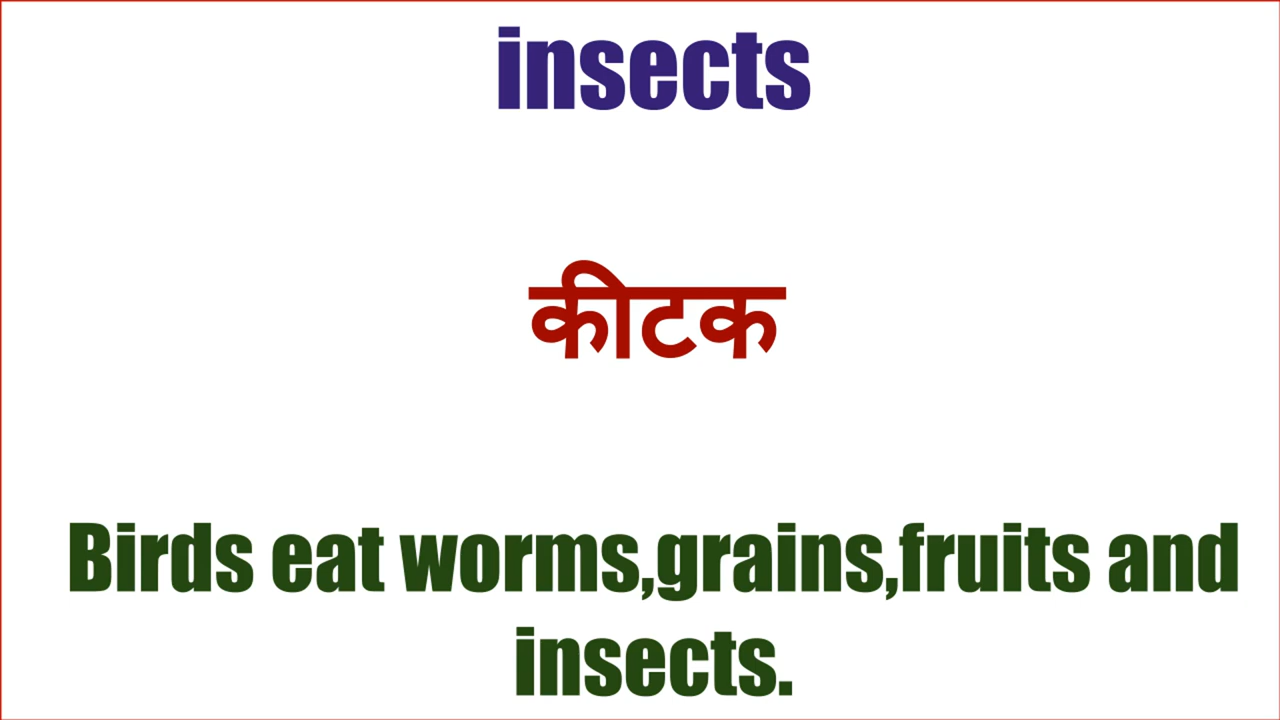 insects
कीटक
Birds eat worms,grains,fruits and
insects.